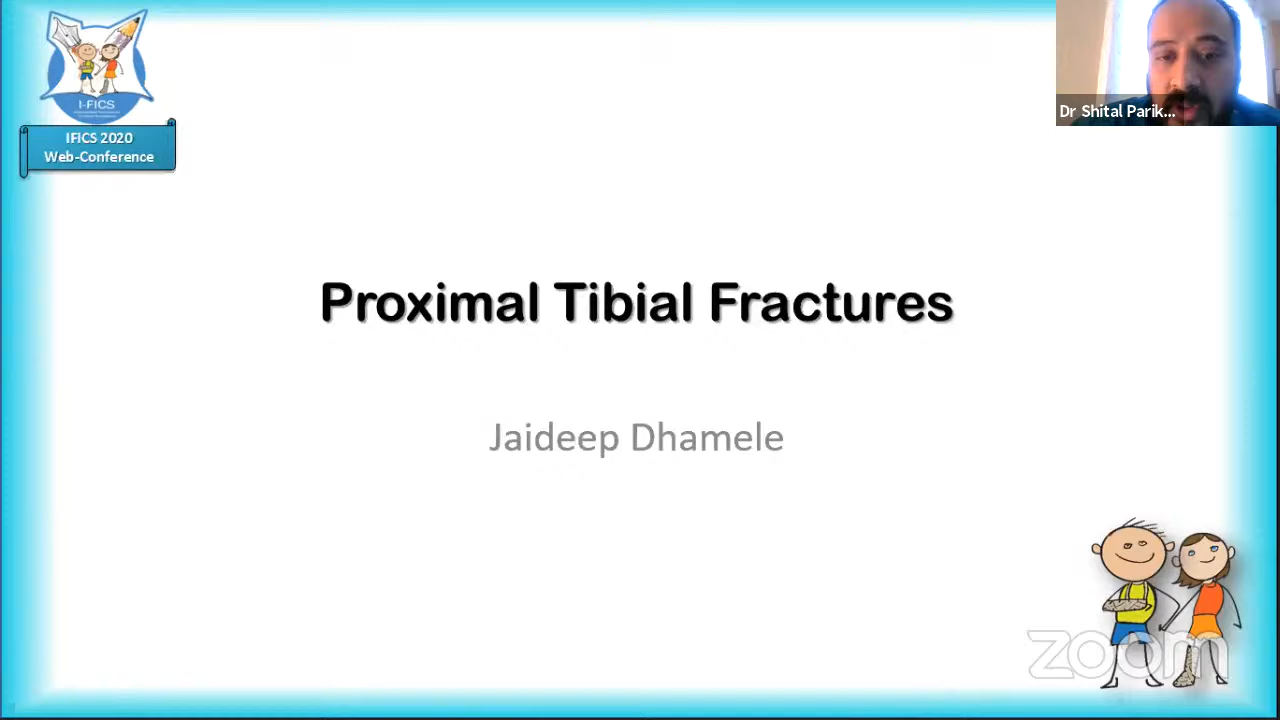 I-FICS
IFICS 2020
Web-Conference
Dr Shital Parik...
Proximal Tibial Fractures
Jaideep Dhamele
zoom